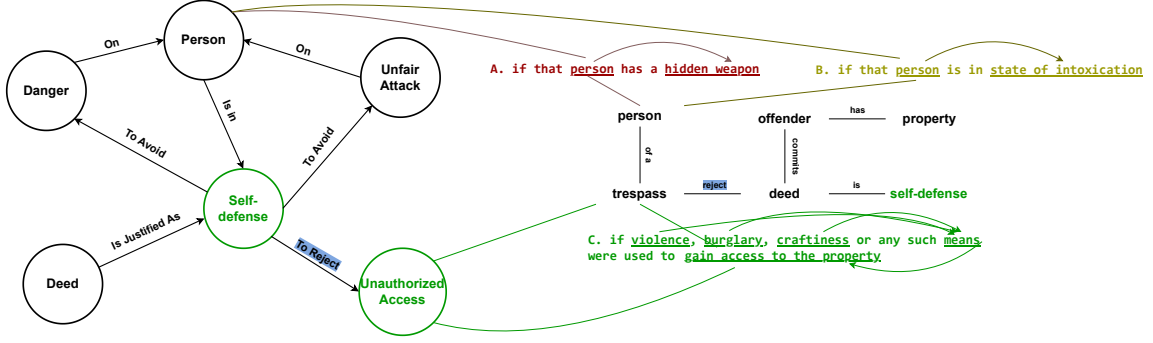 On
Person
On
Danger
Unfair
Attack
Is in
To Avoid
To Avoid
Self-
defense
Is Justified As
To Reject
Deed
Unauthorized
Access
A. if that person has a hidden weapon
B. if that person is in state of intoxication
person
offender
has
property
of a
commits
trespass
reject
deed
is
self-defense
C. if violence, burglary, craftiness or any such means
were used to gain access to the property